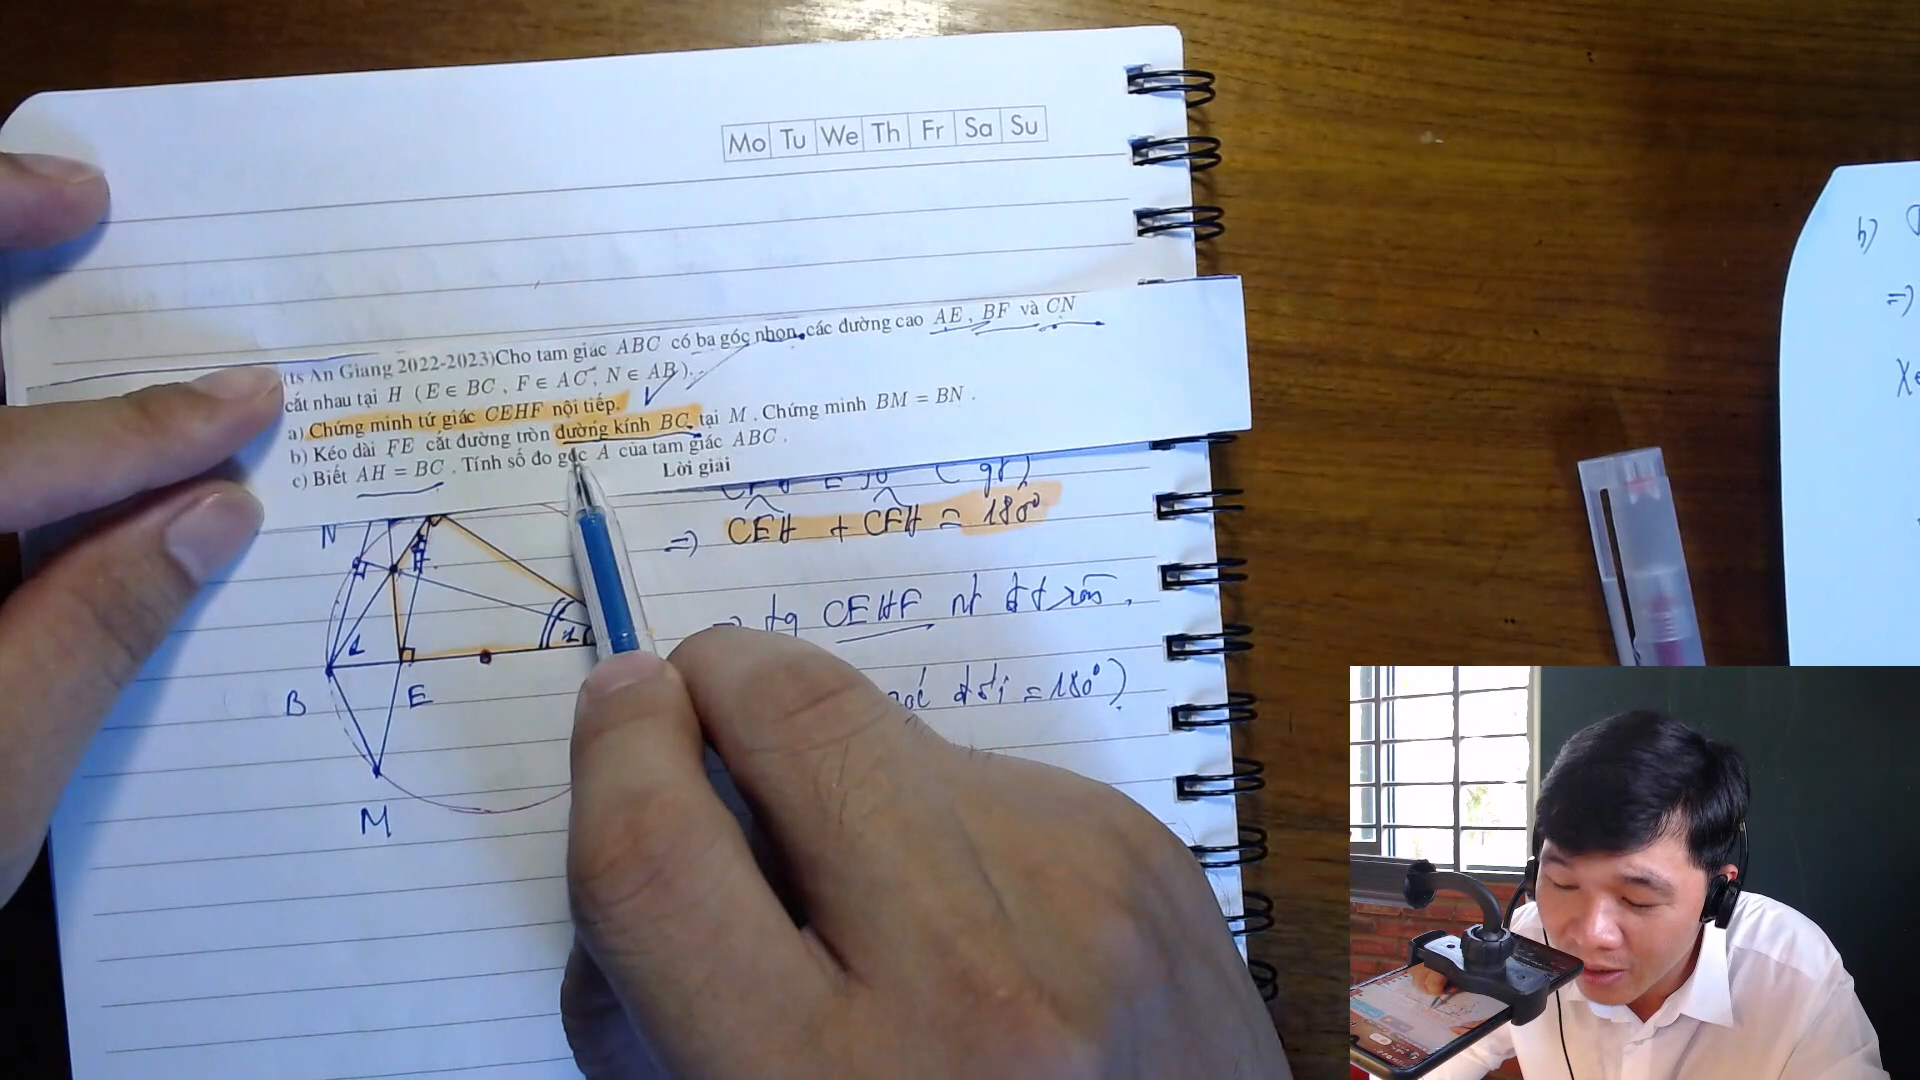 Mo Tu We Th Fr Sa Su
(ts An Giang 2022-2023)Cho tam giác ABC có ba góc nhọn, các đường cao AE, BF và CN
cắt nhau tại H (E ∈ BC, F ∈ AC, N ∈ AB).
a) Chứng minh tứ giác CEHF nội tiếp.
b) Kéo dài FE cắt đường tròn đường kính BC tại M. Chứng minh BM = BN.
c) Biết AH = BC. Tính số đo góc A của tam giác ABC.
Lời giải
=> CEH + CFH = 180°
tg CEHF nt đ tròn.
đối = 180°)
N
B
E
M
b)
=>